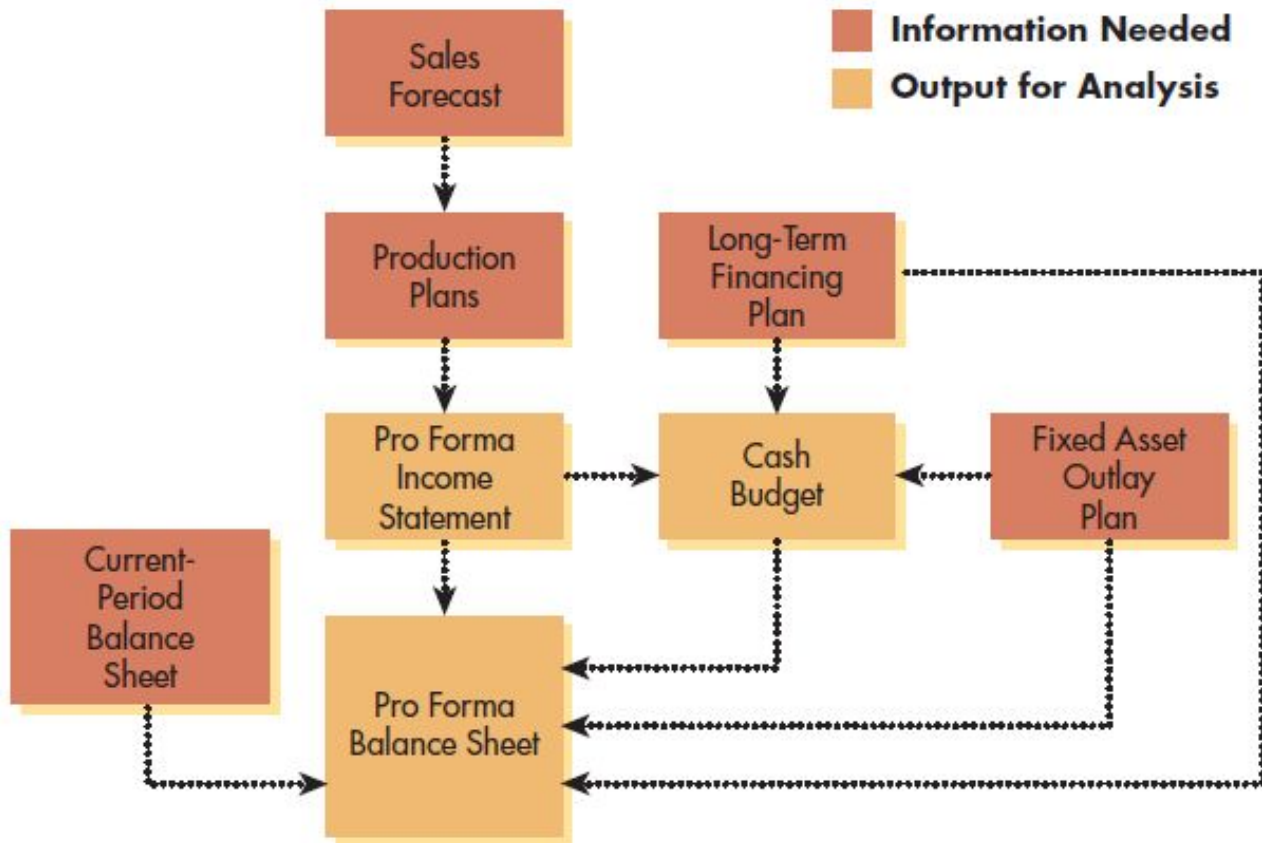 Sales
Forecast
Information Needed
Output for Analysis
Production
Plans
Long-Term
Financing
Plan
Pro Forma
Income
Statement
Cash
Budget
Fixed Asset
Outlay
Plan
Current-
Period
Balance
Sheet
Pro Forma
Balance Sheet